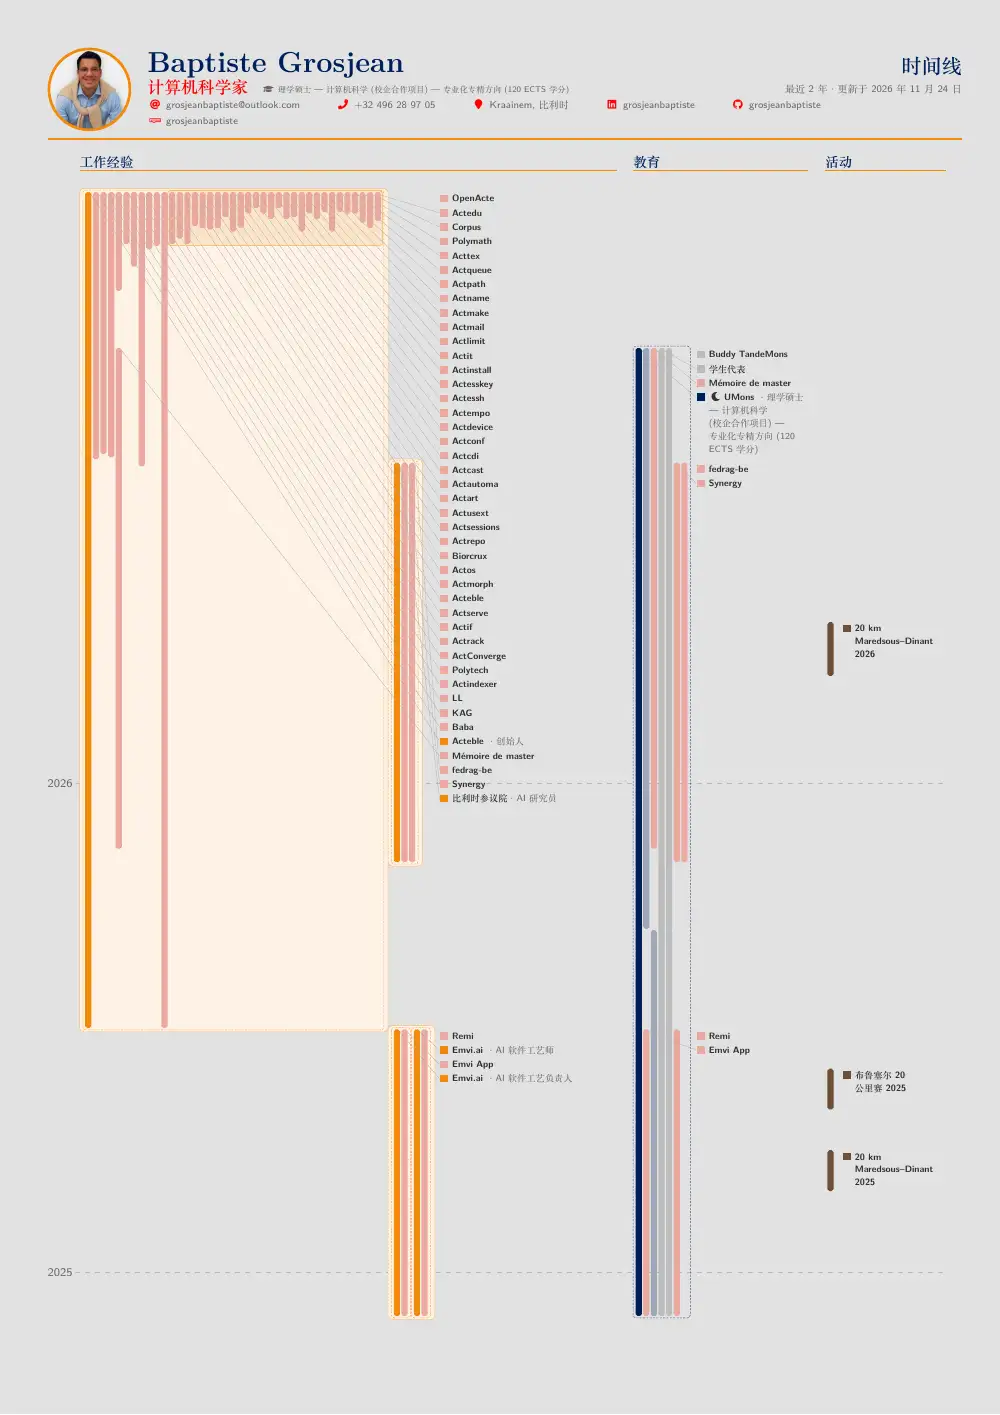 Baptiste Grosjean
时间线
计算机科学家
理学硕士 — 计算机科学 (校企合作项目) — 专业化专精方向 (120 ECTS 学分)
最近 2 年 · 更新于 2026 年 11 月 24 日
grosjeanbaptiste@outlook.com
+32 496 28 97 05
Kraainem, 比利时
grosjeanbaptiste
grosjeanbaptiste
grosjeanbaptiste
工作经验
教育
活动
OpenActe
Actedu
Corpus
Polymath
Acttex
Actqueue
Actpath
Actname
Actmake
Actmail
Actlimit
Actit
Actinstall
Actesskey
Actessh
Actempo
Actdevice
Actconf
Actcdi
Actcast
Actautoma
Actart
Actusext
Actsessions
Actrepo
Biorcrux
Actos
Actmorph
Acteble
Actserve
Actif
Actrack
ActConverge
Polytech
Actindexer
LL
KAG
Baba
Acteble · 创始人
Mémoire de master
fedrag-be
Synergy
比利时参议院 · AI 研究员
Buddy TandeMons
学生代表
Mémoire de master
UMons · 理学硕士
— 计算机科学
(校企合作项目) —
专业化专精方向 (120
ECTS 学分)
fedrag-be
Synergy
20 km
Maredsous–Dinant
2026
2026
Remi
Emvi.ai · AI 软件工艺师
Emvi App
Emvi.ai · AI 软件工艺负责人
Remi
Emvi App
布鲁塞尔 20
公里赛 2025
20 km
Maredsous–Dinant
2025
2025